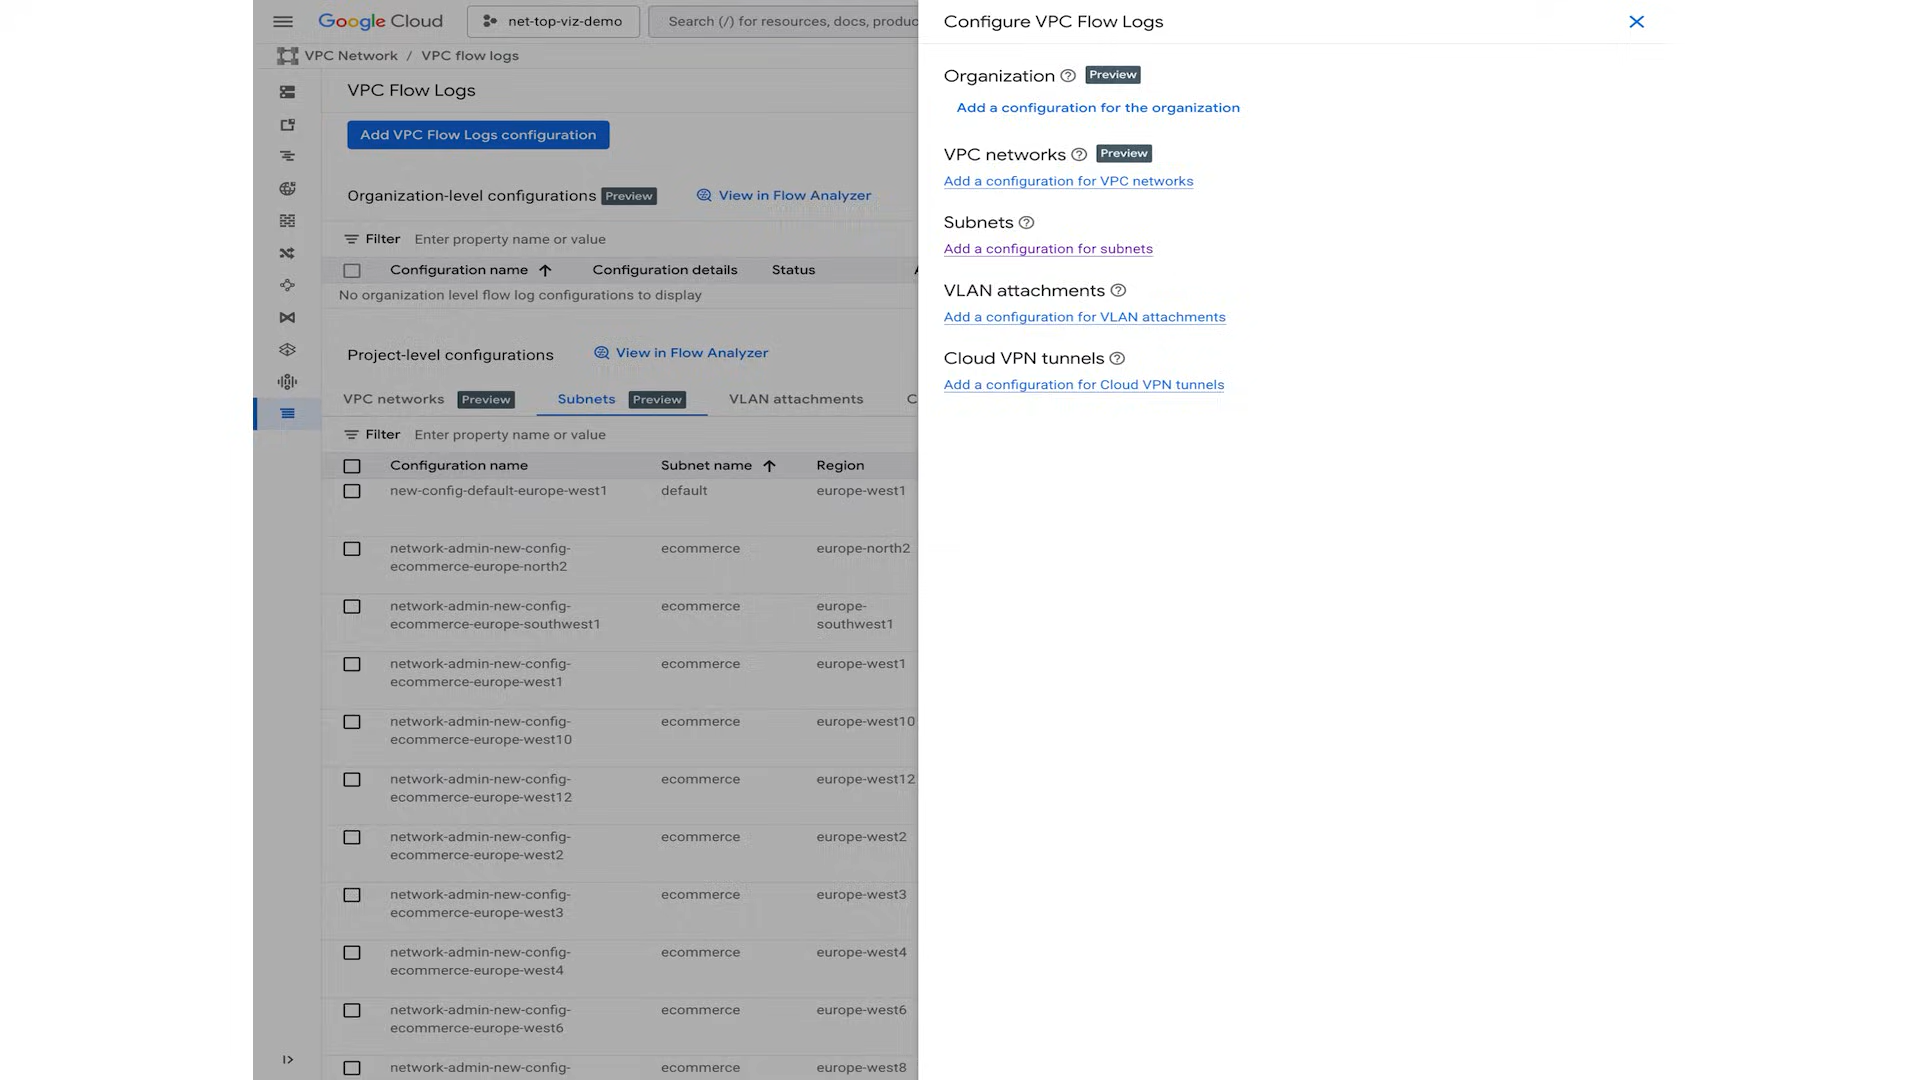 Google Cloud
net-top-viz-demo
Search (/) for resources, docs, produc
VPC Network / VPC flow logs
VPC Flow Logs
Add VPC Flow Logs configuration
Organization-level configurations Preview View in Flow Analyzer
Filter Enter property name or value
Configuration name Configuration details Status
No organization level flow log configurations to display
Project-level configurations View in Flow Analyzer
VPC networks Preview Subnets Preview VLAN attachments C
Filter Enter property name or value
Configuration name Subnet name Region
new-config-default-europe-west1 default europe-west1
network-admin-new-config- ecommerce europe-north2
ecommerce-europe-north2
network-admin-new-config- ecommerce europe-
ecommerce-europe-southwest1 southwest1
network-admin-new-config- ecommerce europe-west1
ecommerce-europe-west1
network-admin-new-config- ecommerce europe-west10
ecommerce-europe-west10
network-admin-new-config- ecommerce europe-west12
ecommerce-europe-west12
network-admin-new-config- ecommerce europe-west2
ecommerce-europe-west2
network-admin-new-config- ecommerce europe-west3
ecommerce-europe-west3
network-admin-new-config- ecommerce europe-west4
ecommerce-europe-west4
network-admin-new-config- ecommerce europe-west6
ecommerce-europe-west6
network-admin-new-config- ecommerce europe-west8
Configure VPC Flow Logs
Organization Preview
Add a configuration for the organization
VPC networks Preview
Add a configuration for VPC networks
Subnets
Add a configuration for subnets
VLAN attachments
Add a configuration for VLAN attachments
Cloud VPN tunnels
Add a configuration for Cloud VPN tunnels